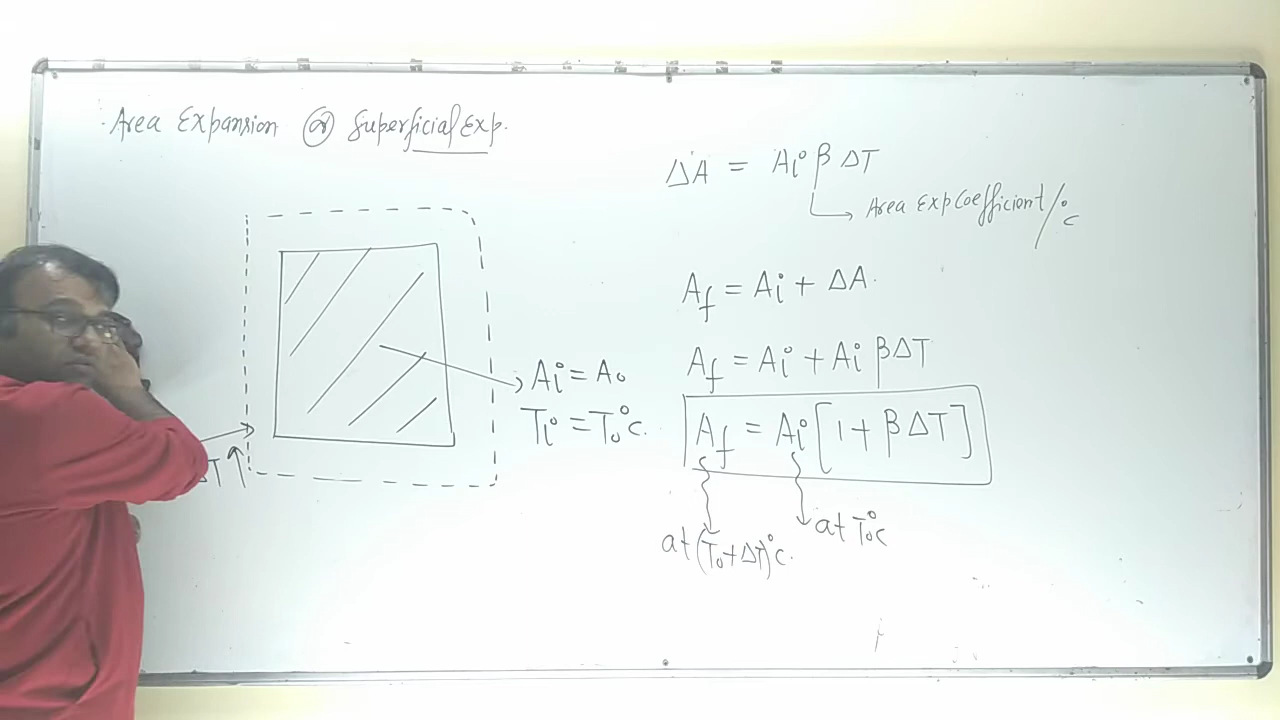 Area Expansion or Superficial Exp.
Ai = A₀
Ti = T₀°c.
T ↑
ΔA = Ai β ΔT
Area Exp Coefficient/°c
Af = Ai + ΔA.
Af = Ai + Ai βΔT
Af = Ai [1 + βΔT]
at (T₀+ΔT)°c.
at T₀°c